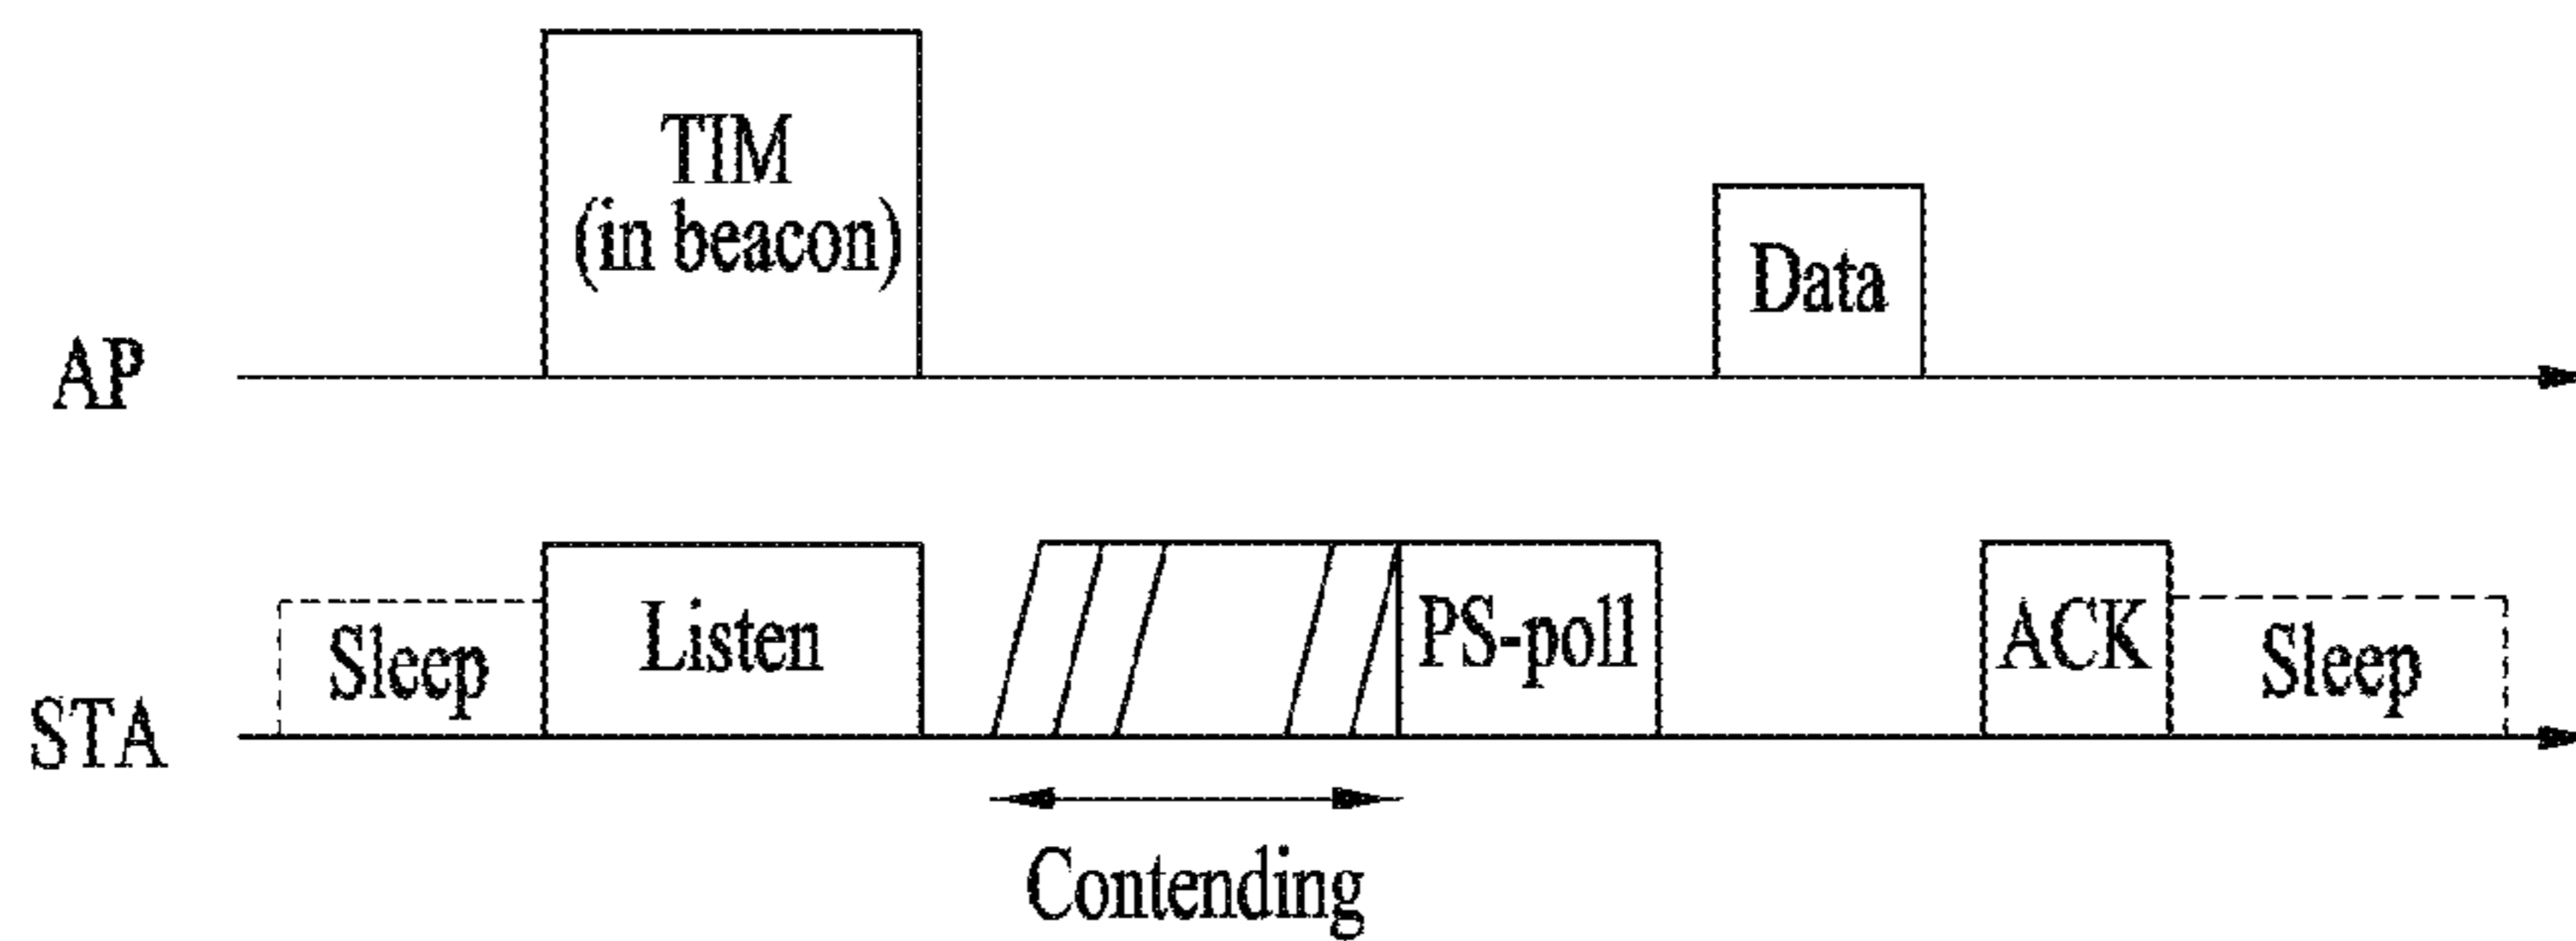 TIM
(in beacon)
Data
AP
Sleep
Listen
PS-poll
ACK
Sleep
STA
Contending